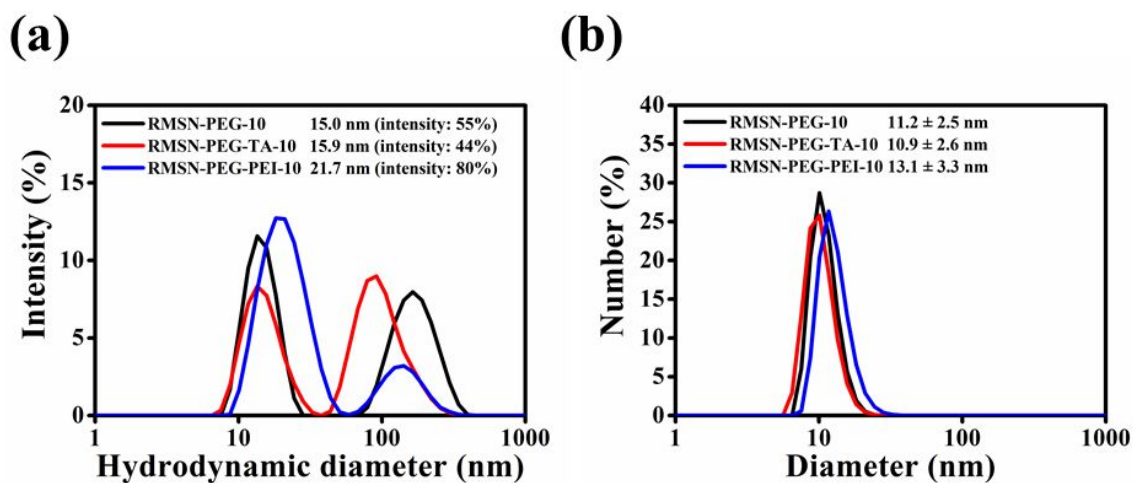 (a)
Intensity (%)
20
15
10
5
0
RMSN-PEG-10 15.0 nm (intensity: 55%)
RMSN-PEG-TA-10 15.9 nm (intensity: 44%)
RMSN-PEG-PEI-10 21.7 nm (intensity: 80%)
1 10 100 1000
Hydrodynamic diameter (nm)
(b)
Number (%)
40
35
30
25
20
15
10
5
0
RMSN-PEG-10 11.2 ± 2.5 nm
RMSN-PEG-TA-10 10.9 ± 2.6 nm
RMSN-PEG-PEI-10 13.1 ± 3.3 nm
1 10 100 1000
Diameter (nm)